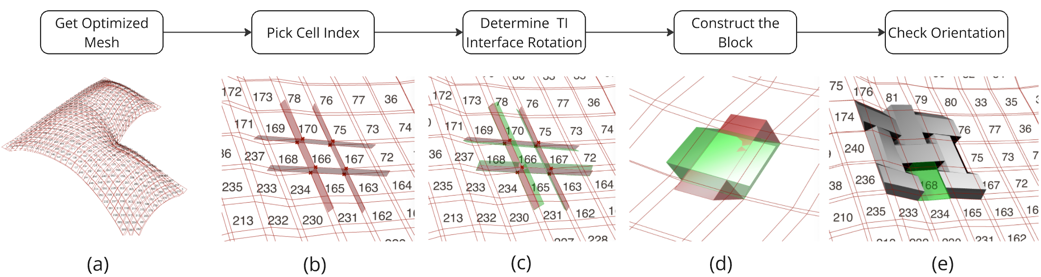 Get Optimized
Mesh
Pick Cell Index
Determine TI
Interface Rotation
Construct the
Block
Check Orientation
172 173 78 76 77 36
171 169 170 75 73 74
237 168 166 167 72
235 233 234 165 163 164
213 232 230 231 162
172 173 78 76 77 36
171 169 170 75 73 74
236 168 166 167 72
235 233 234 165 163 164
213 232 230 231 162
228
75
176 81 79 80 33 35
174 76
240 75 73
236 168 77
38 167 72
210 235 233 234 165 163
(a) (b) (c) (d) (e)